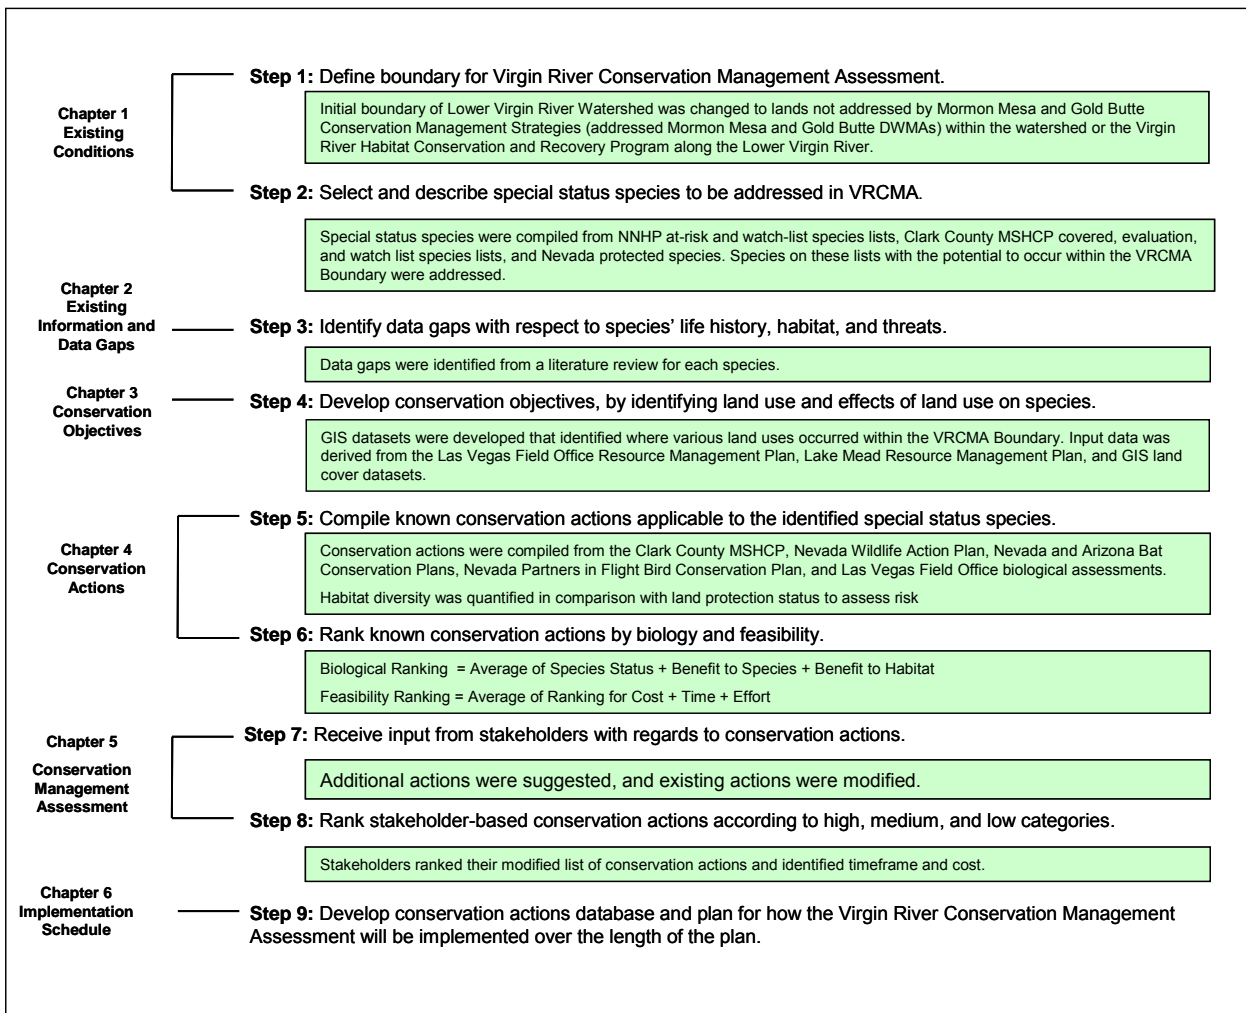 Chapter 1
Existing
Conditions
Step 1: Define boundary for Virgin River Conservation Management Assessment.
Initial boundary of Lower Virgin River Watershed was changed to lands not addressed by Mormon Mesa and Gold Butte
Conservation Management Strategies (addressed Mormon Mesa and Gold Butte DWMAs) within the watershed or the Virgin
River Habitat Conservation and Recovery Program along the Lower Virgin River.
Step 2: Select and describe special status species to be addressed in VRCMA.
Special status species were compiled from NNHP at-risk and watch-list species lists, Clark County MSHCP covered, evaluation,
and watch list species lists, and Nevada protected species. Species on these lists with the potential to occur within the VRCMA
Boundary were addressed.
Chapter 2
Existing
Information and
Data Gaps
Step 3: Identify data gaps with respect to species’ life history, habitat, and threats.
Data gaps were identified from a literature review for each species.
Chapter 3
Conservation
Objectives
Step 4: Develop conservation objectives, by identifying land use and effects of land use on species.
GIS datasets were developed that identified where various land uses occurred within the VRCMA Boundary. Input data was
derived from the Las Vegas Field Office Resource Management Plan, Lake Mead Resource Management Plan, and GIS land
cover datasets.
Chapter 4
Conservation
Actions
Step 5: Compile known conservation actions applicable to the identified special status species.
Conservation actions were compiled from the Clark County MSHCP, Nevada Wildlife Action Plan, Nevada and Arizona Bat
Conservation Plans, Nevada Partners in Flight Bird Conservation Plan, and Las Vegas Field Office biological assessments.
Habitat diversity was quantified in comparison with land protection status to assess risk
Step 6: Rank known conservation actions by biology and feasibility.
Biological Ranking = Average of Species Status + Benefit to Species + Benefit to Habitat
Feasibility Ranking = Average of Ranking for Cost + Time + Effort
Chapter 5
Conservation
Management
Assessment
Step 7: Receive input from stakeholders with regards to conservation actions.
Additional actions were suggested, and existing actions were modified.
Step 8: Rank stakeholder-based conservation actions according to high, medium, and low categories.
Stakeholders ranked their modified list of conservation actions and identified timeframe and cost.
Chapter 6
Implementation
Schedule
Step 9: Develop conservation actions database and plan for how the Virgin River Conservation Management
Assessment will be implemented over the length of the plan.